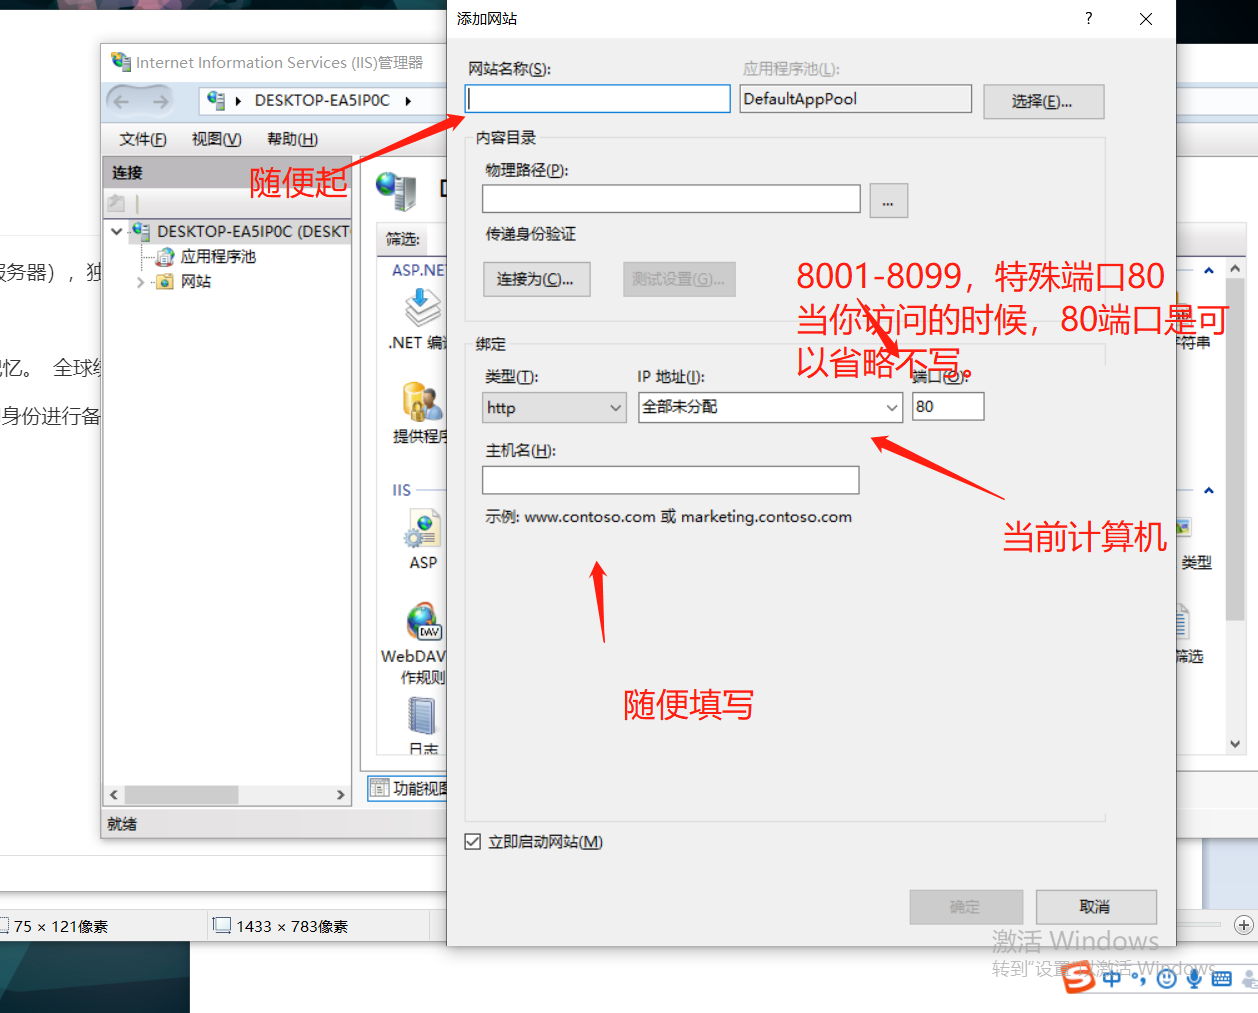 添加网站
?
Internet Information Services (IIS)管理器
DESKTOP-EA5IP0C
文件(F) 视图(V) 帮助(H)
连接
DESKTOP-EA5IP0C (DESKT
应用程序池
网站
就绪
筛选:
ASP.NE
.NET 编
提供程序
IIS
ASP
WebDAV
作规则
日志
功能视图
网站名称(S):
应用程序池(L):
DefaultAppPool
选择(E)...
随便起
内容目录
物理路径(P):
...
传递身份验证
连接为(C)...
测试设置(G)...
8001-8099，特殊端口80
当你访问的时候，80端口是可
以省略不写。
绑定
类型(T):
IP 地址(I):
端口(O):
http
全部未分配
80
主机名(H):
示例: www.contoso.com 或 marketing.contoso.com
当前计算机
随便填写
立即启动网站(M)
确定
取消
字符串
类型
筛选
服务器），独
忆。 全球
身份进行备
75 × 121像素
1433 × 783像素
激活 Windows
转到"设置"以激活 Windows。
中